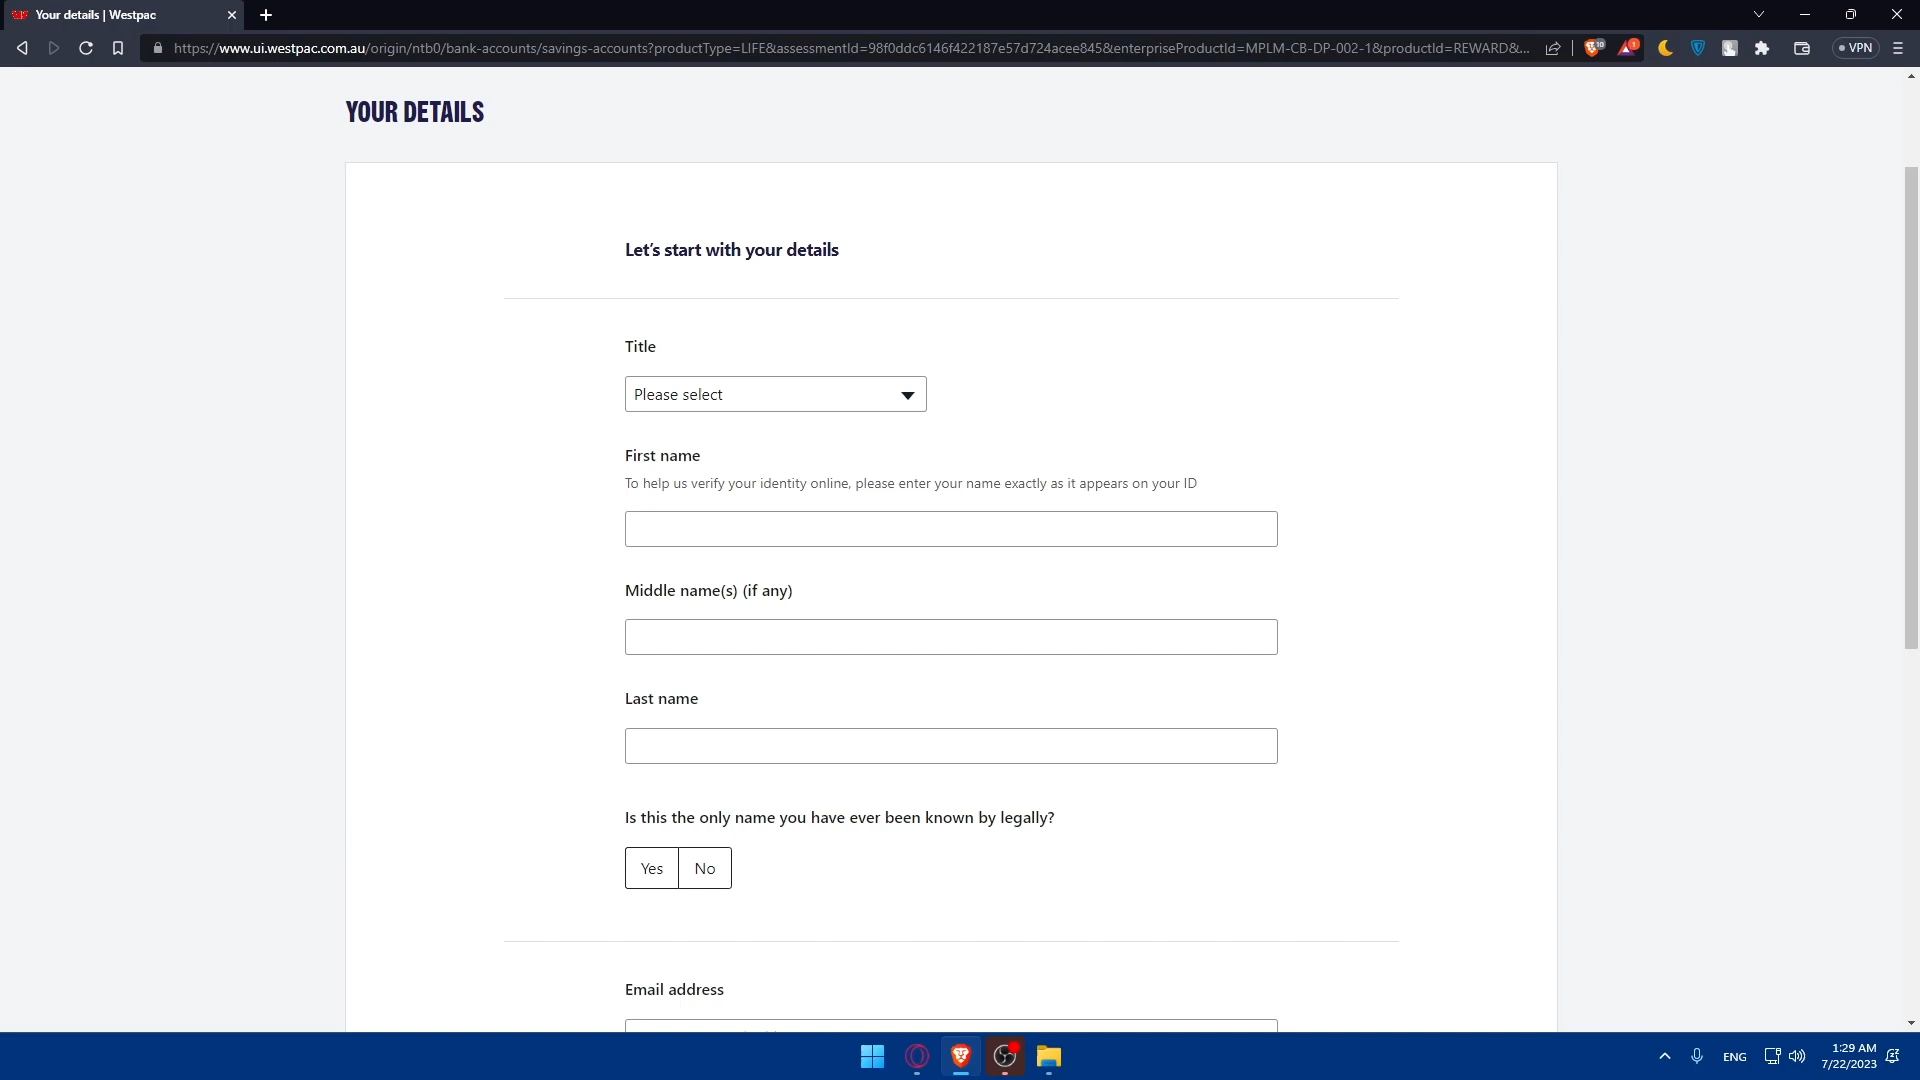 Your details | Westpac
https://www.ui.westpac.com.au/origin/ntb0/bank-accounts/savings-accounts?productType=LIFE&assessmentId=98f0ddc6146f422187e57d724acee845&enterpriseProductId=MPLM-CB-DP-002-1&productId=REWARD&...
10
1
VPN
YOUR DETAILS
Let's start with your details
Title
Please select
First name
To help us verify your identity online, please enter your name exactly as it appears on your ID
Middle name(s) (if any)
Last name
Is this the only name you have ever been known by legally?
Yes
No
Email address
ENG
1:29 AM
7/22/2023